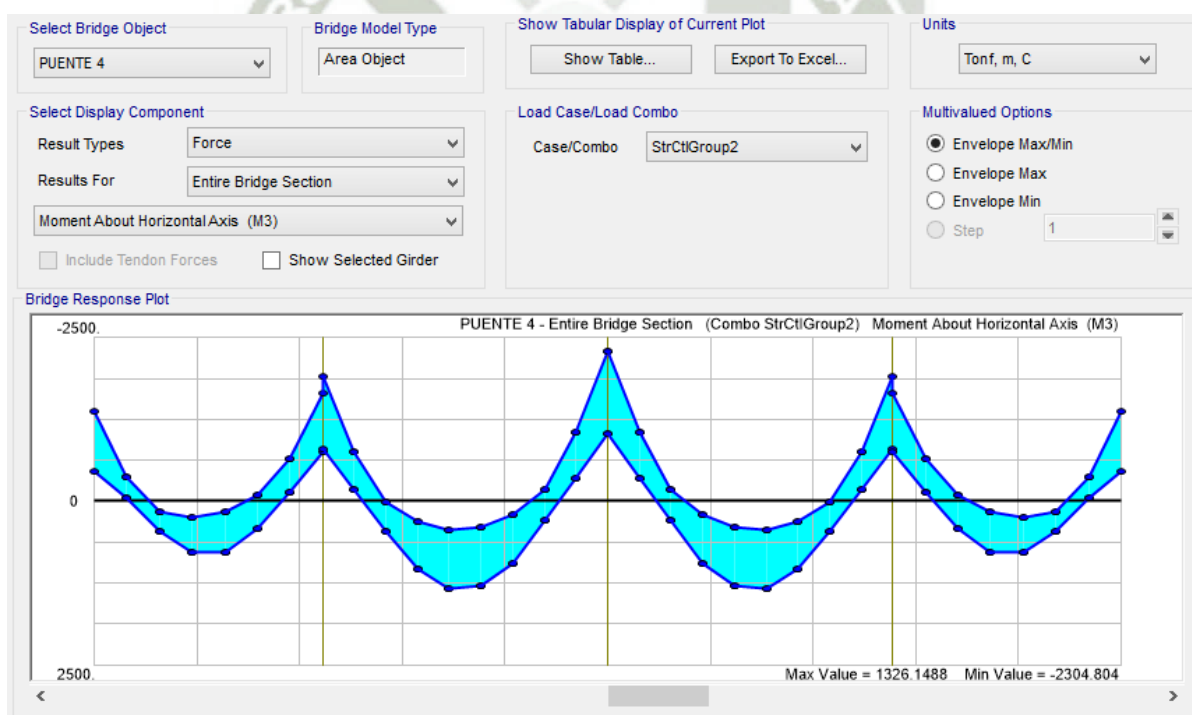 Select Bridge Object
PUENTE 4
Bridge Model Type
Area Object
Show Tabular Display of Current Plot
Show Table...
Export To Excel...
Units
Tonf, m, C
Select Display Component
Result Types
Force
Results For
Entire Bridge Section
Moment About Horizontal Axis (M3)
Include Tendon Forces
Show Selected Girder
Load Case/Load Combo
Case/Combo
StrCtlGroup2
Multivalued Options
Envelope Max/Min
Envelope Max
Envelope Min
Step
1
Bridge Response Plot
-2500.
PUENTE 4 - Entire Bridge Section (Combo StrCtlGroup2) Moment About Horizontal Axis (M3)
0
2500.
Max Value = 1326.1488 Min Value = -2304.804